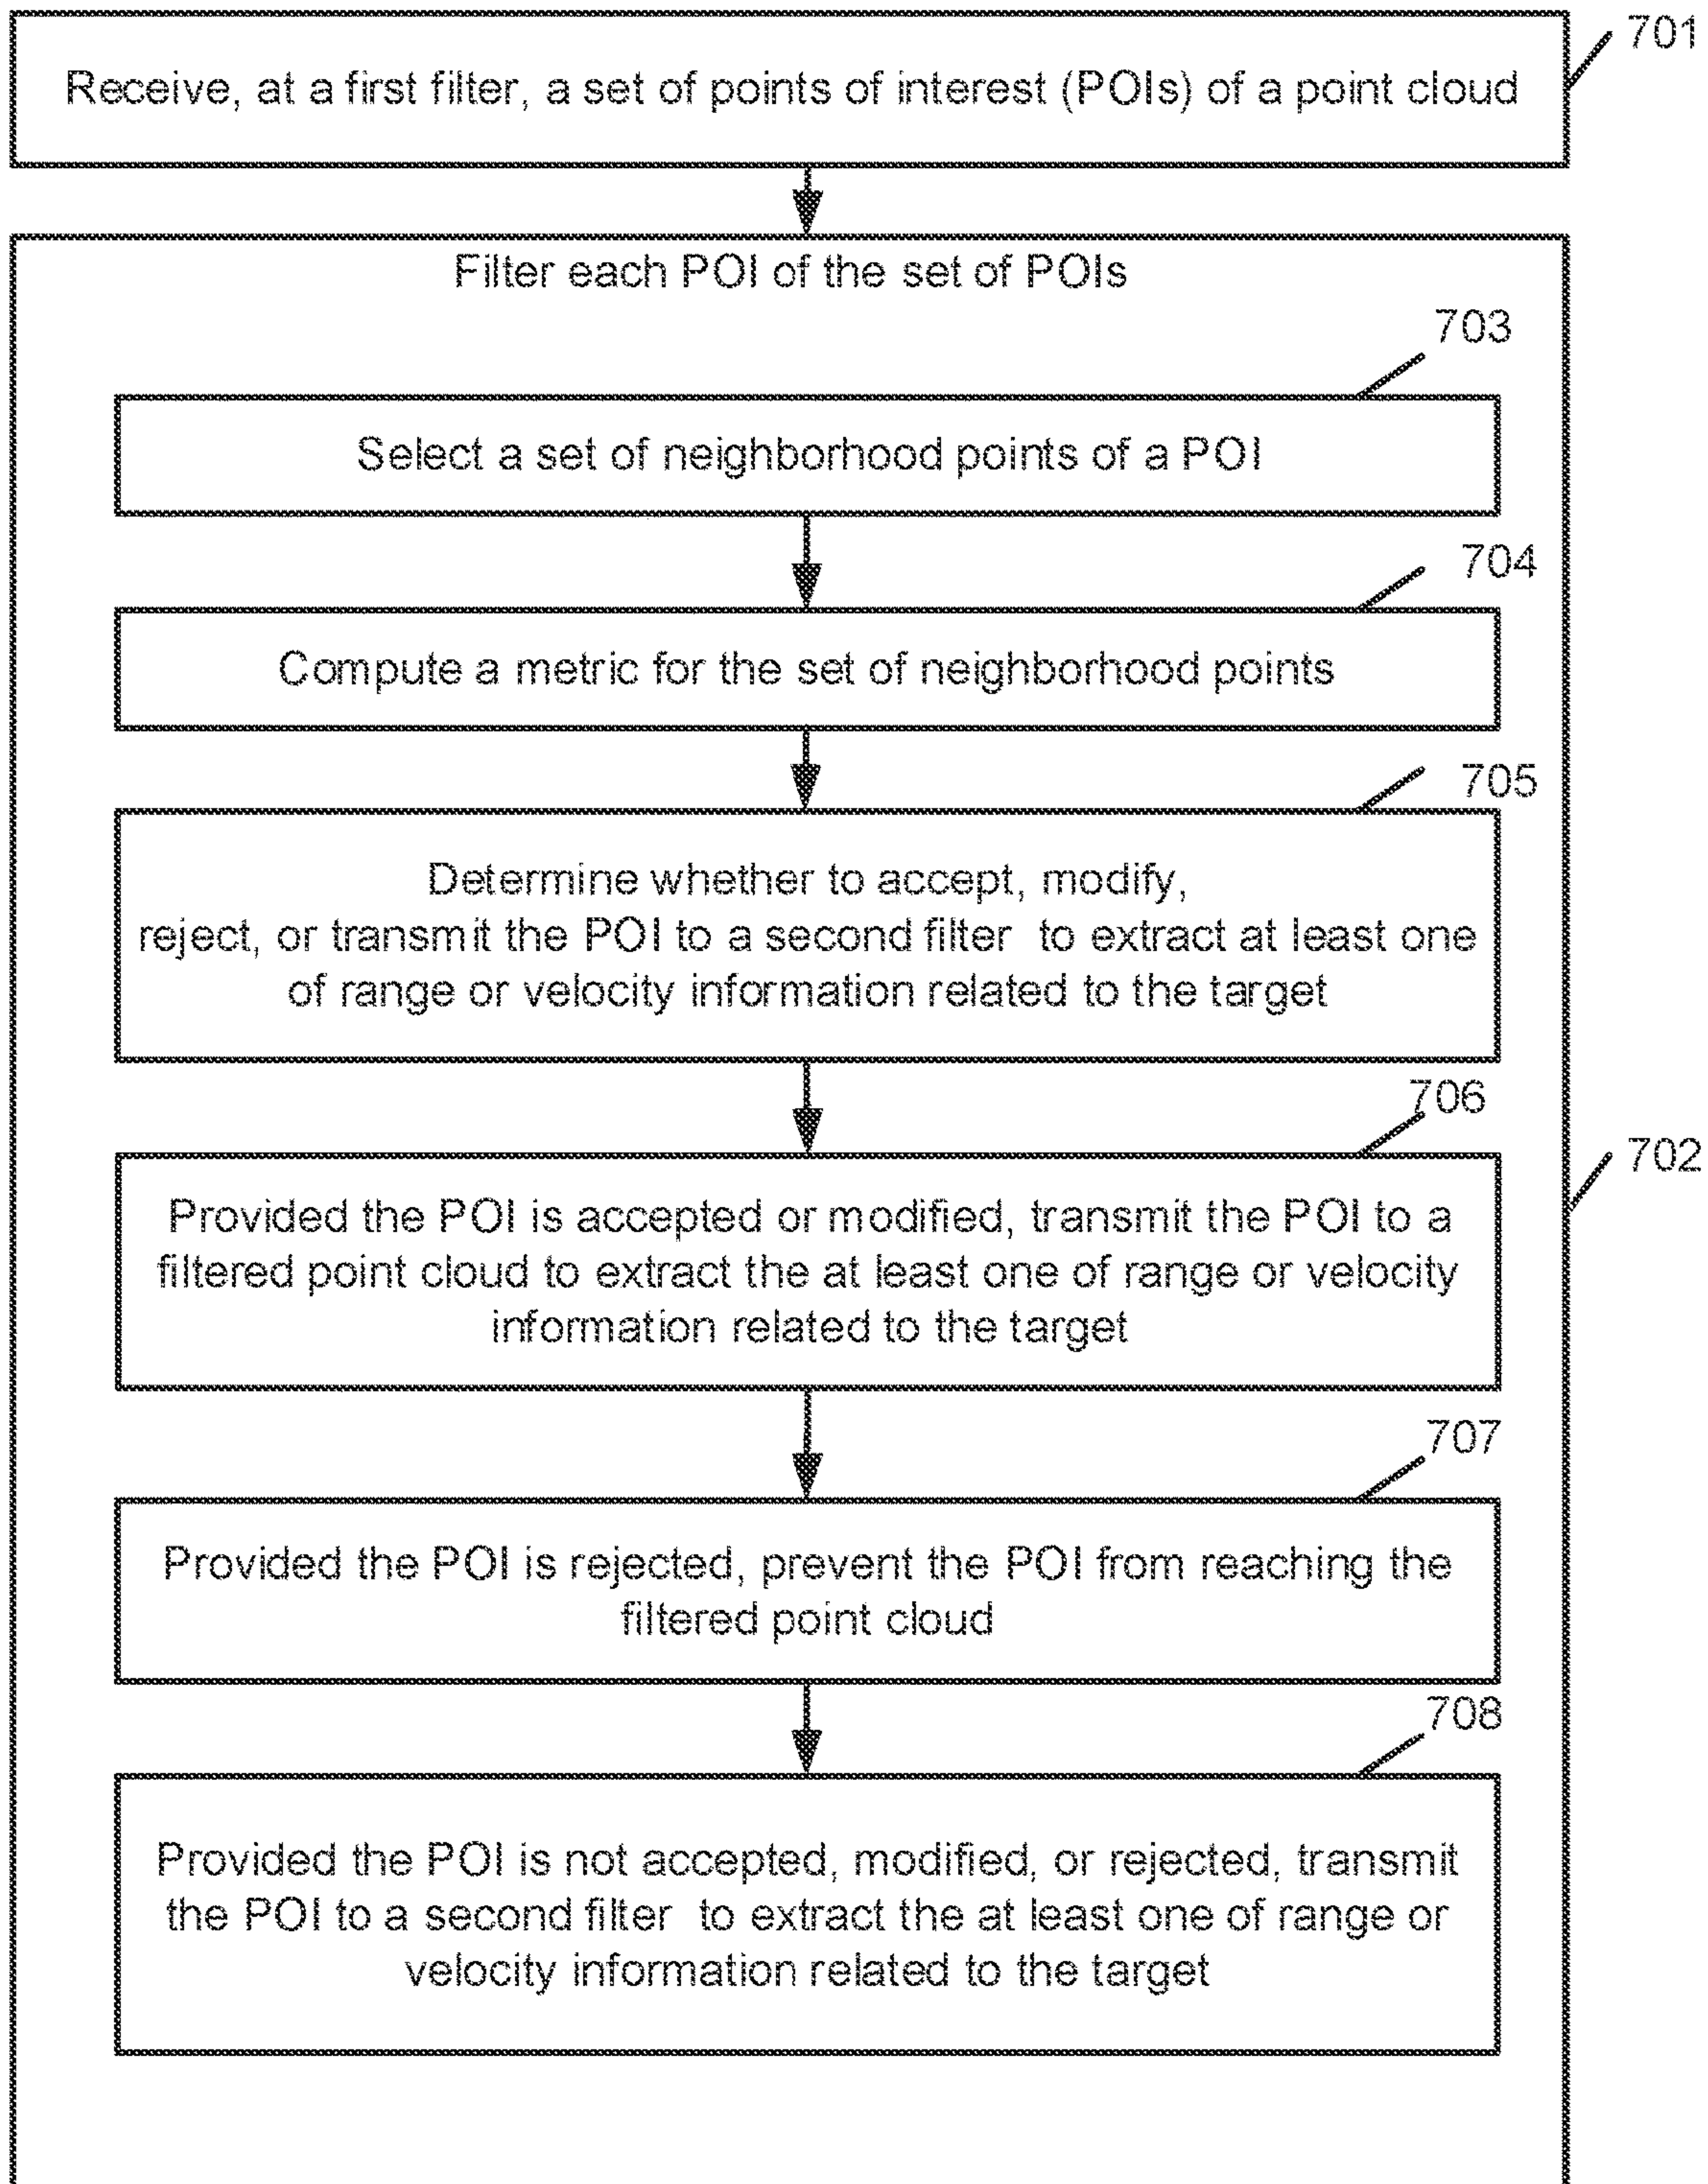 701
Receive, at a first filter, a set of points of interest (POIs) of a point cloud
Filter each POI of the set of POIs
703
Select a set of neighborhood points of a POI
704
Compute a metric for the set of neighborhood points
705
Determine whether to accept, modify,
reject, or transmit the POI to a second filter to extract at least one
of range or velocity information related to the target
706
702
Provided the POI is accepted or modified, transmit the POI to a
filtered point cloud to extract the at least one of range or velocity
information related to the target
707
Provided the POI is rejected, prevent the POI from reaching the
filtered point cloud
708
Provided the POI is not accepted, modified, or rejected, transmit
the POI to a second filter to extract the at least one of range or
velocity information related to the target